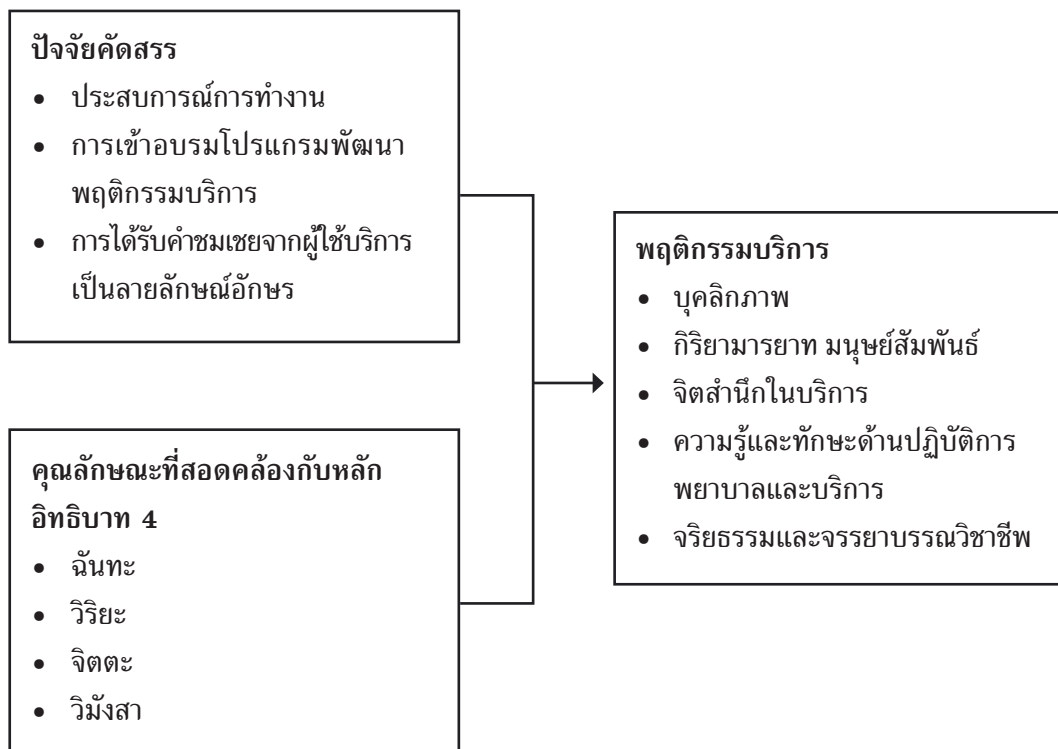 ปัจจัยคัดสรร
• ประสบการณ์การทำงาน
• การเข้าอบรมโปรแกรมพัฒนา
พฤติกรรมบริการ
• การได้รับคำชมเชยจากผู้ใช้บริการ
เป็นลายลักษณ์อักษร
คุณลักษณะที่สอดคล้องกับหลัก
อิทธิบาท 4
• ฉันทะ
• วิริยะ
• จิตตะ
• วิมังสา
พฤติกรรมบริการ
• บุคลิกภาพ
• กิริยามารยาท มนุษย์สัมพันธ์
• จิตสำนึกในบริการ
• ความรู้และทักษะด้านปฏิบัติการ
พยาบาลและบริการ
• จริยธรรมและจรรยาบรรณวิชาชีพ